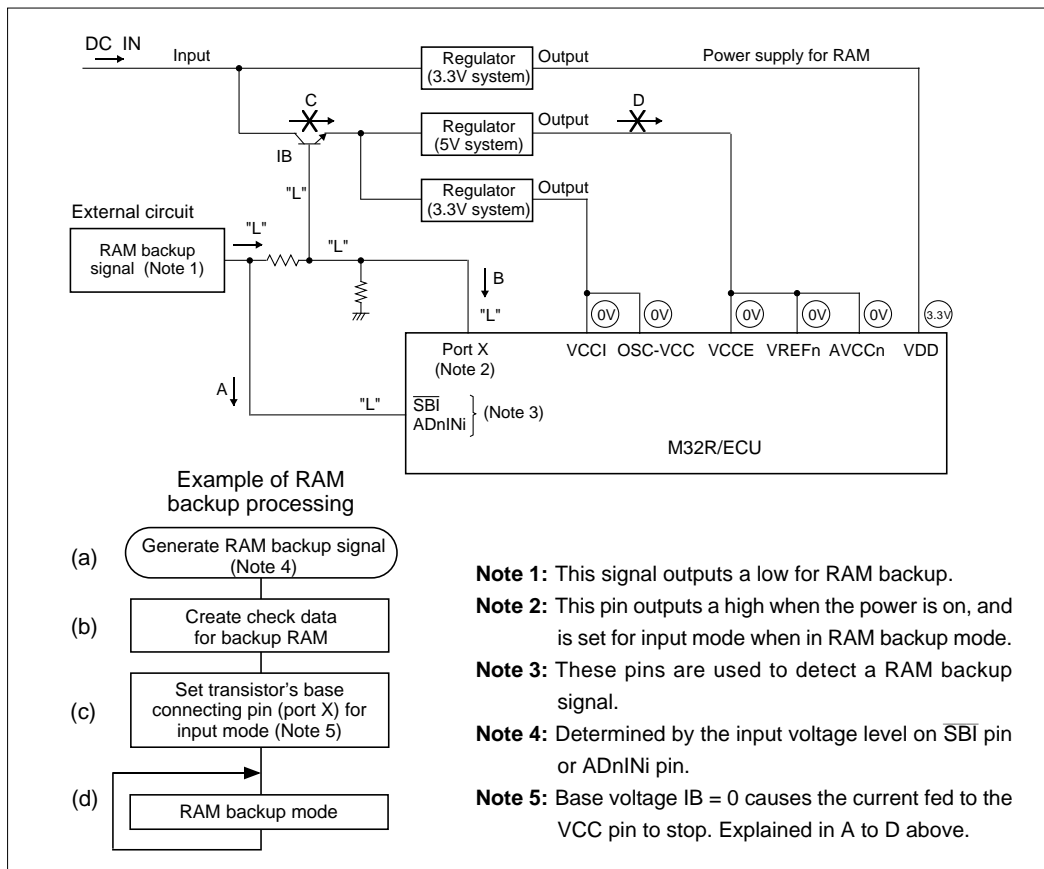 DC IN
Input
Regulator
(3.3V system)
Output
Power supply for RAM
C
D
IB
Regulator
(5V system)
Output
"L"
Regulator
(3.3V system)
Output
External circuit
"L"
"L"
RAM backup
signal (Note 1)
B
"L"
0V
0V
0V
0V
0V
3.3V
Port X
(Note 2)
VCCI
OSC-VCC
VCCE
VREFn
AVCCn
VDD
A
"L"
SBI
ADnINi
(Note 3)
M32R/ECU
Example of RAM
backup processing
(a)
Generate RAM backup signal
(Note 4)
(b)
Create check data
for backup RAM
(c)
Set transistor's base
connecting pin (port X) for
input mode (Note 5)
(d)
RAM backup mode
Note 1: This signal outputs a low for RAM backup.
Note 2: This pin outputs a high when the power is on, and
is set for input mode when in RAM backup mode.
Note 3: These pins are used to detect a RAM backup
signal.
Note 4: Determined by the input voltage level on SBI pin
or ADnINi pin.
Note 5: Base voltage IB = 0 causes the current fed to the
VCC pin to stop. Explained in A to D above.